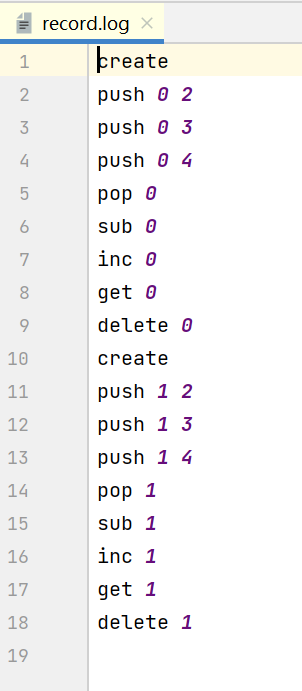 record.log
1 create
2 push 0 2
3 push 0 3
4 push 0 4
5 pop 0
6 sub 0
7 inc 0
8 get 0
9 delete 0
10 create
11 push 1 2
12 push 1 3
13 push 1 4
14 pop 1
15 sub 1
16 inc 1
17 get 1
18 delete 1
19